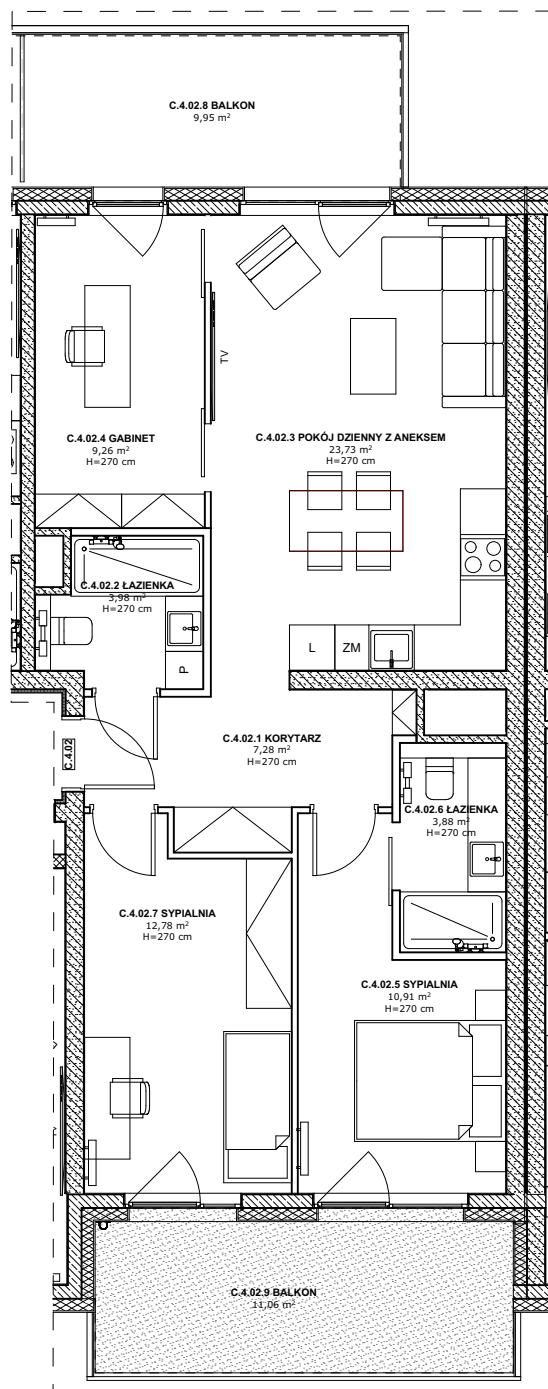 C.4.02.8 BALKON
9,95 m²
TV
C.4.02.4 GABINET
9,26 m²
H=270 cm
C.4.02.3 POKÓJ DZIENNY Z ANEKSEM
23,73 m²
H=270 cm
C.4.02.2 ŁAZIENKA
3,98 m²
H=270 cm
P
L
ZM
C.4.02
C.4.02.1 KORYTARZ
7,28 m²
H=270 cm
C.4.02.6 ŁAZIENKA
3,88 m²
H=270 cm
C.4.02.7 SYPIALNIA
12,78 m²
H=270 cm
C.4.02.5 SYPIALNIA
10,91 m²
H=270 cm
C.4.02.9 BALKON
11,06 m²